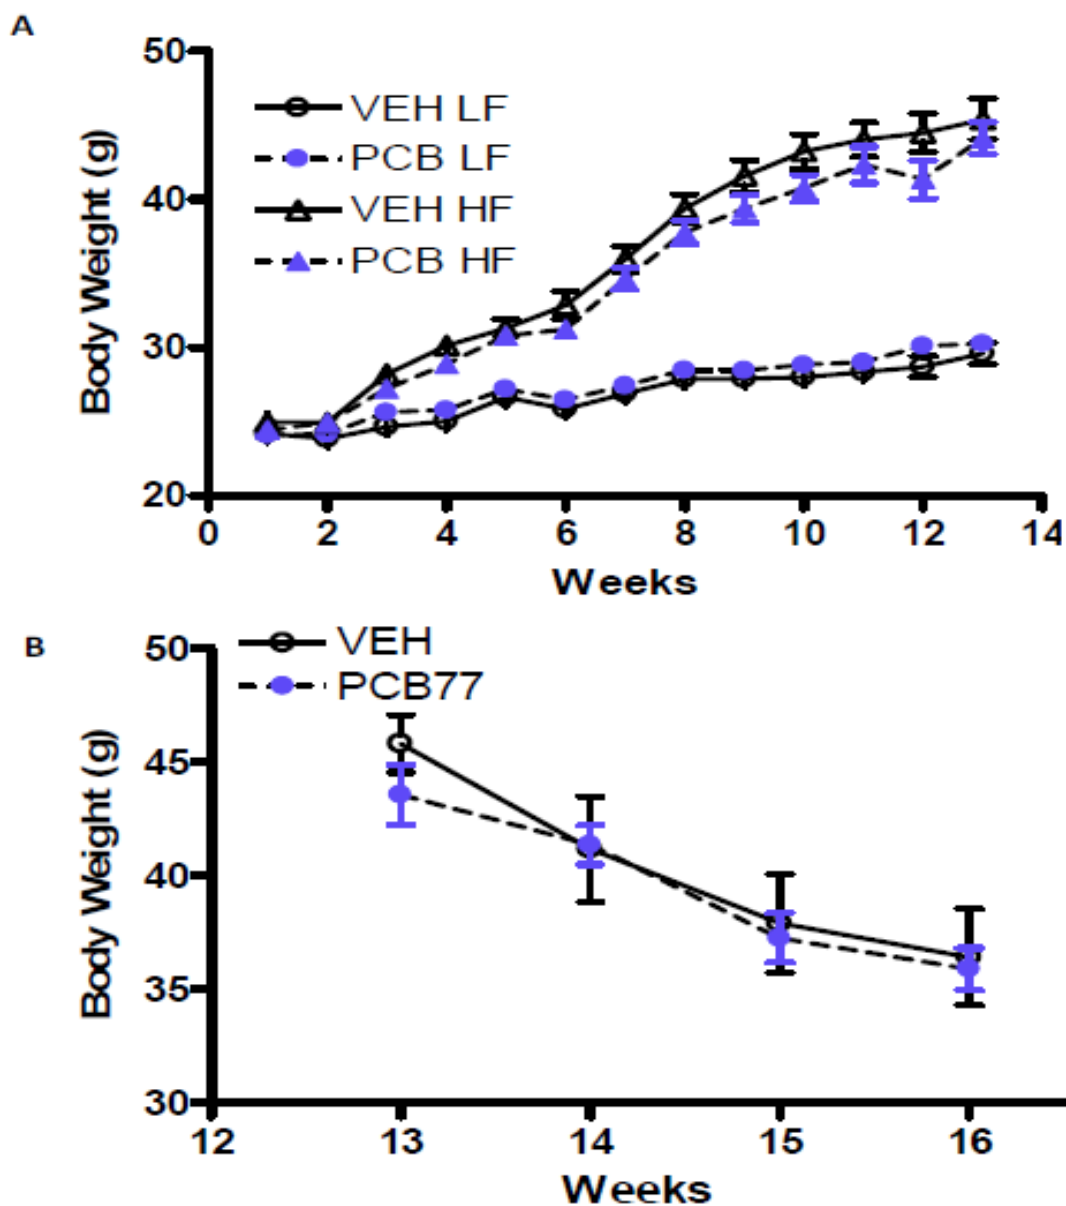 A
50
40
30
20
Body Weight (g)
VEH LF
PCB LF
VEH HF
PCB HF
0 2 4 6 8 10 12 14
Weeks
B
50
45
40
35
30
Body Weight (g)
VEH
PCB77
12 13 14 15 16
Weeks